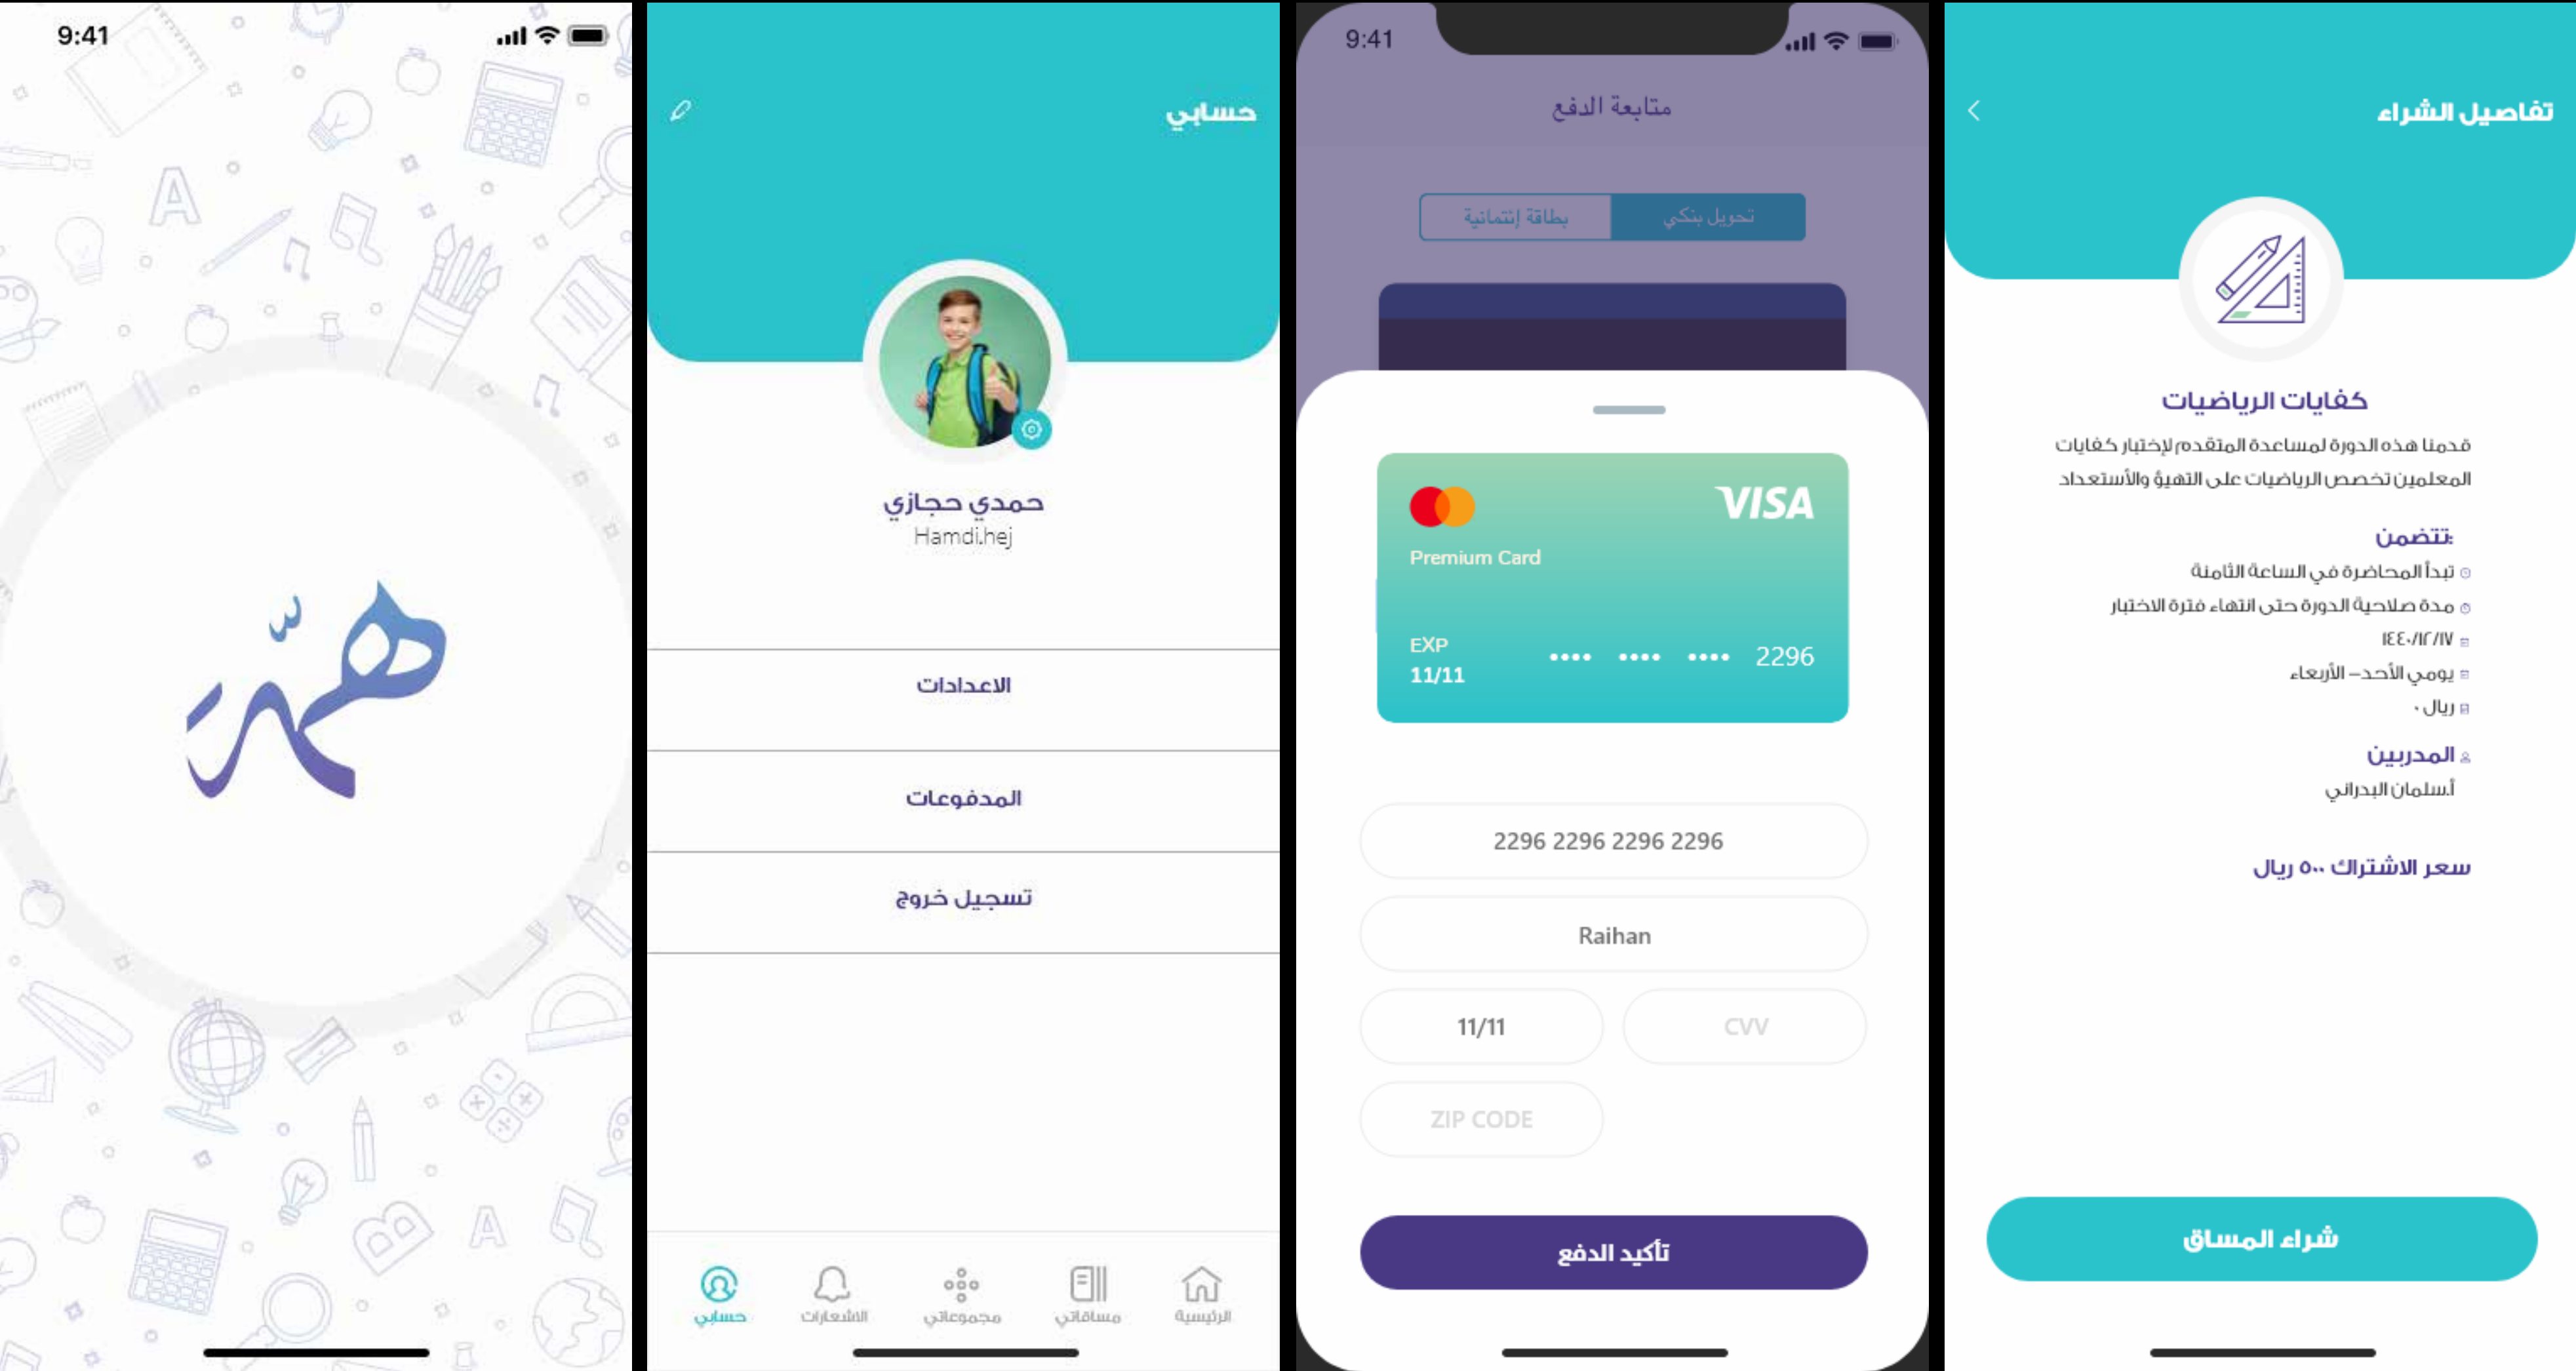 9:41
همّة
حسابي
حمدي حجازي
Hamdi.hej
الاعدادات
المدفوعات
تسجيل خروج
الرئيسية
مساقاتي
مجموعاتي
الاشعارات
حسابي
9:41
متابعة الدفع
تحويل بنكي
بطاقة إئتمانية
VISA
Premium Card
EXP
11/11
•••• •••• •••• 2296
2296 2296 2296 2296
Raihan
11/11
CVV
ZIP CODE
تأكيد الدفع
تفاصيل الشراء
كفايات الرياضيات
قدمنا هذه الدورة لمساعدة المتقدم لإختبار كفايات
المعلمين تخصص الرياضيات على التهيؤ والأستعداد
:تتضمن
تبدأ المحاضرة في الساعة الثامنة
مدة صلاحية الدورة حتى انتهاء فترة الاختبار
١٤٤٠/١٢/١٧
يومي الأحد– الأربعاء
ريال ٠
المدربين
أ.سلمان البدراني
سعر الاشتراك ٥٠٠ ريال
شراء المساق
A
B
A